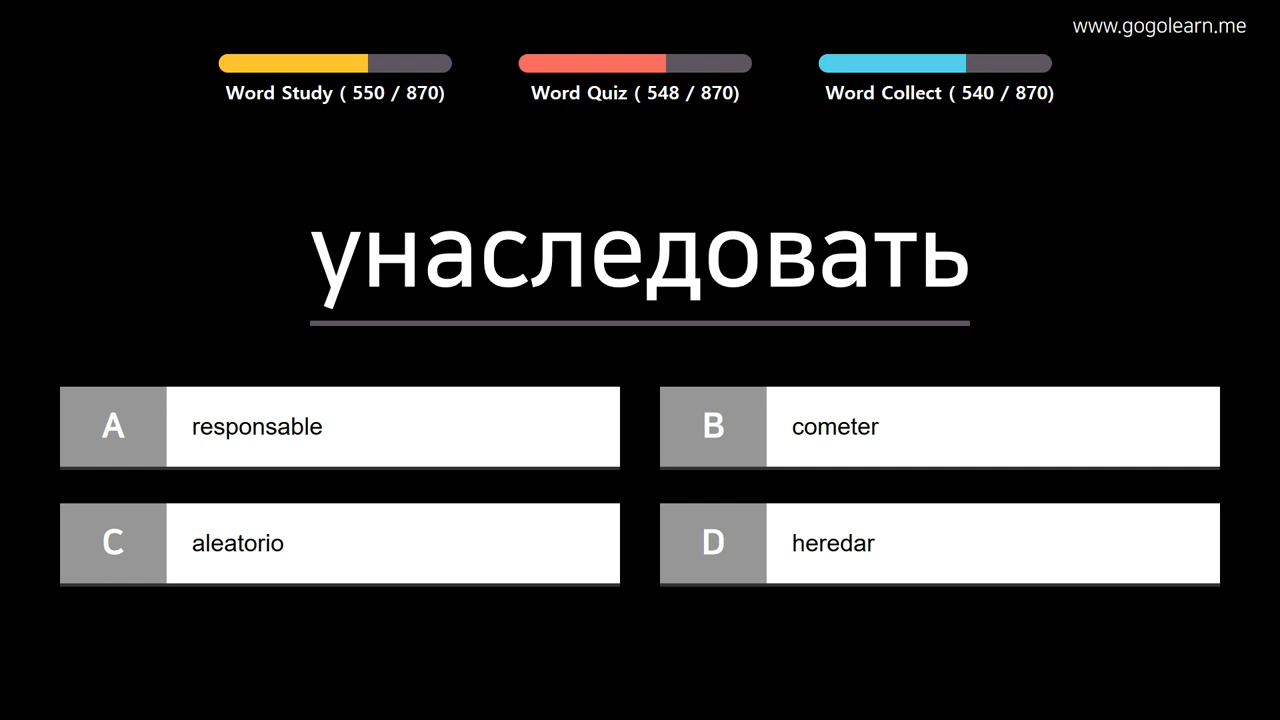 www.gogolearn.me
Word Study ( 550 / 870)
Word Quiz ( 548 / 870)
Word Collect ( 540 / 870)
унаследовать
A responsable
B cometer
C aleatorio
D heredar